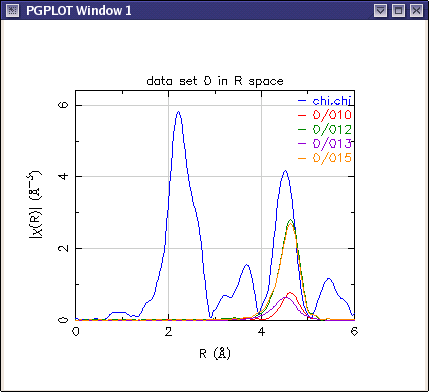 PGPLOT Window 1
data set 0 in R space
chi.chi
0/010
0/012
0/013
0/015
6
4
2
0
|χ(R)| (Å⁻⁵)
0 2 4 6
R (Å)